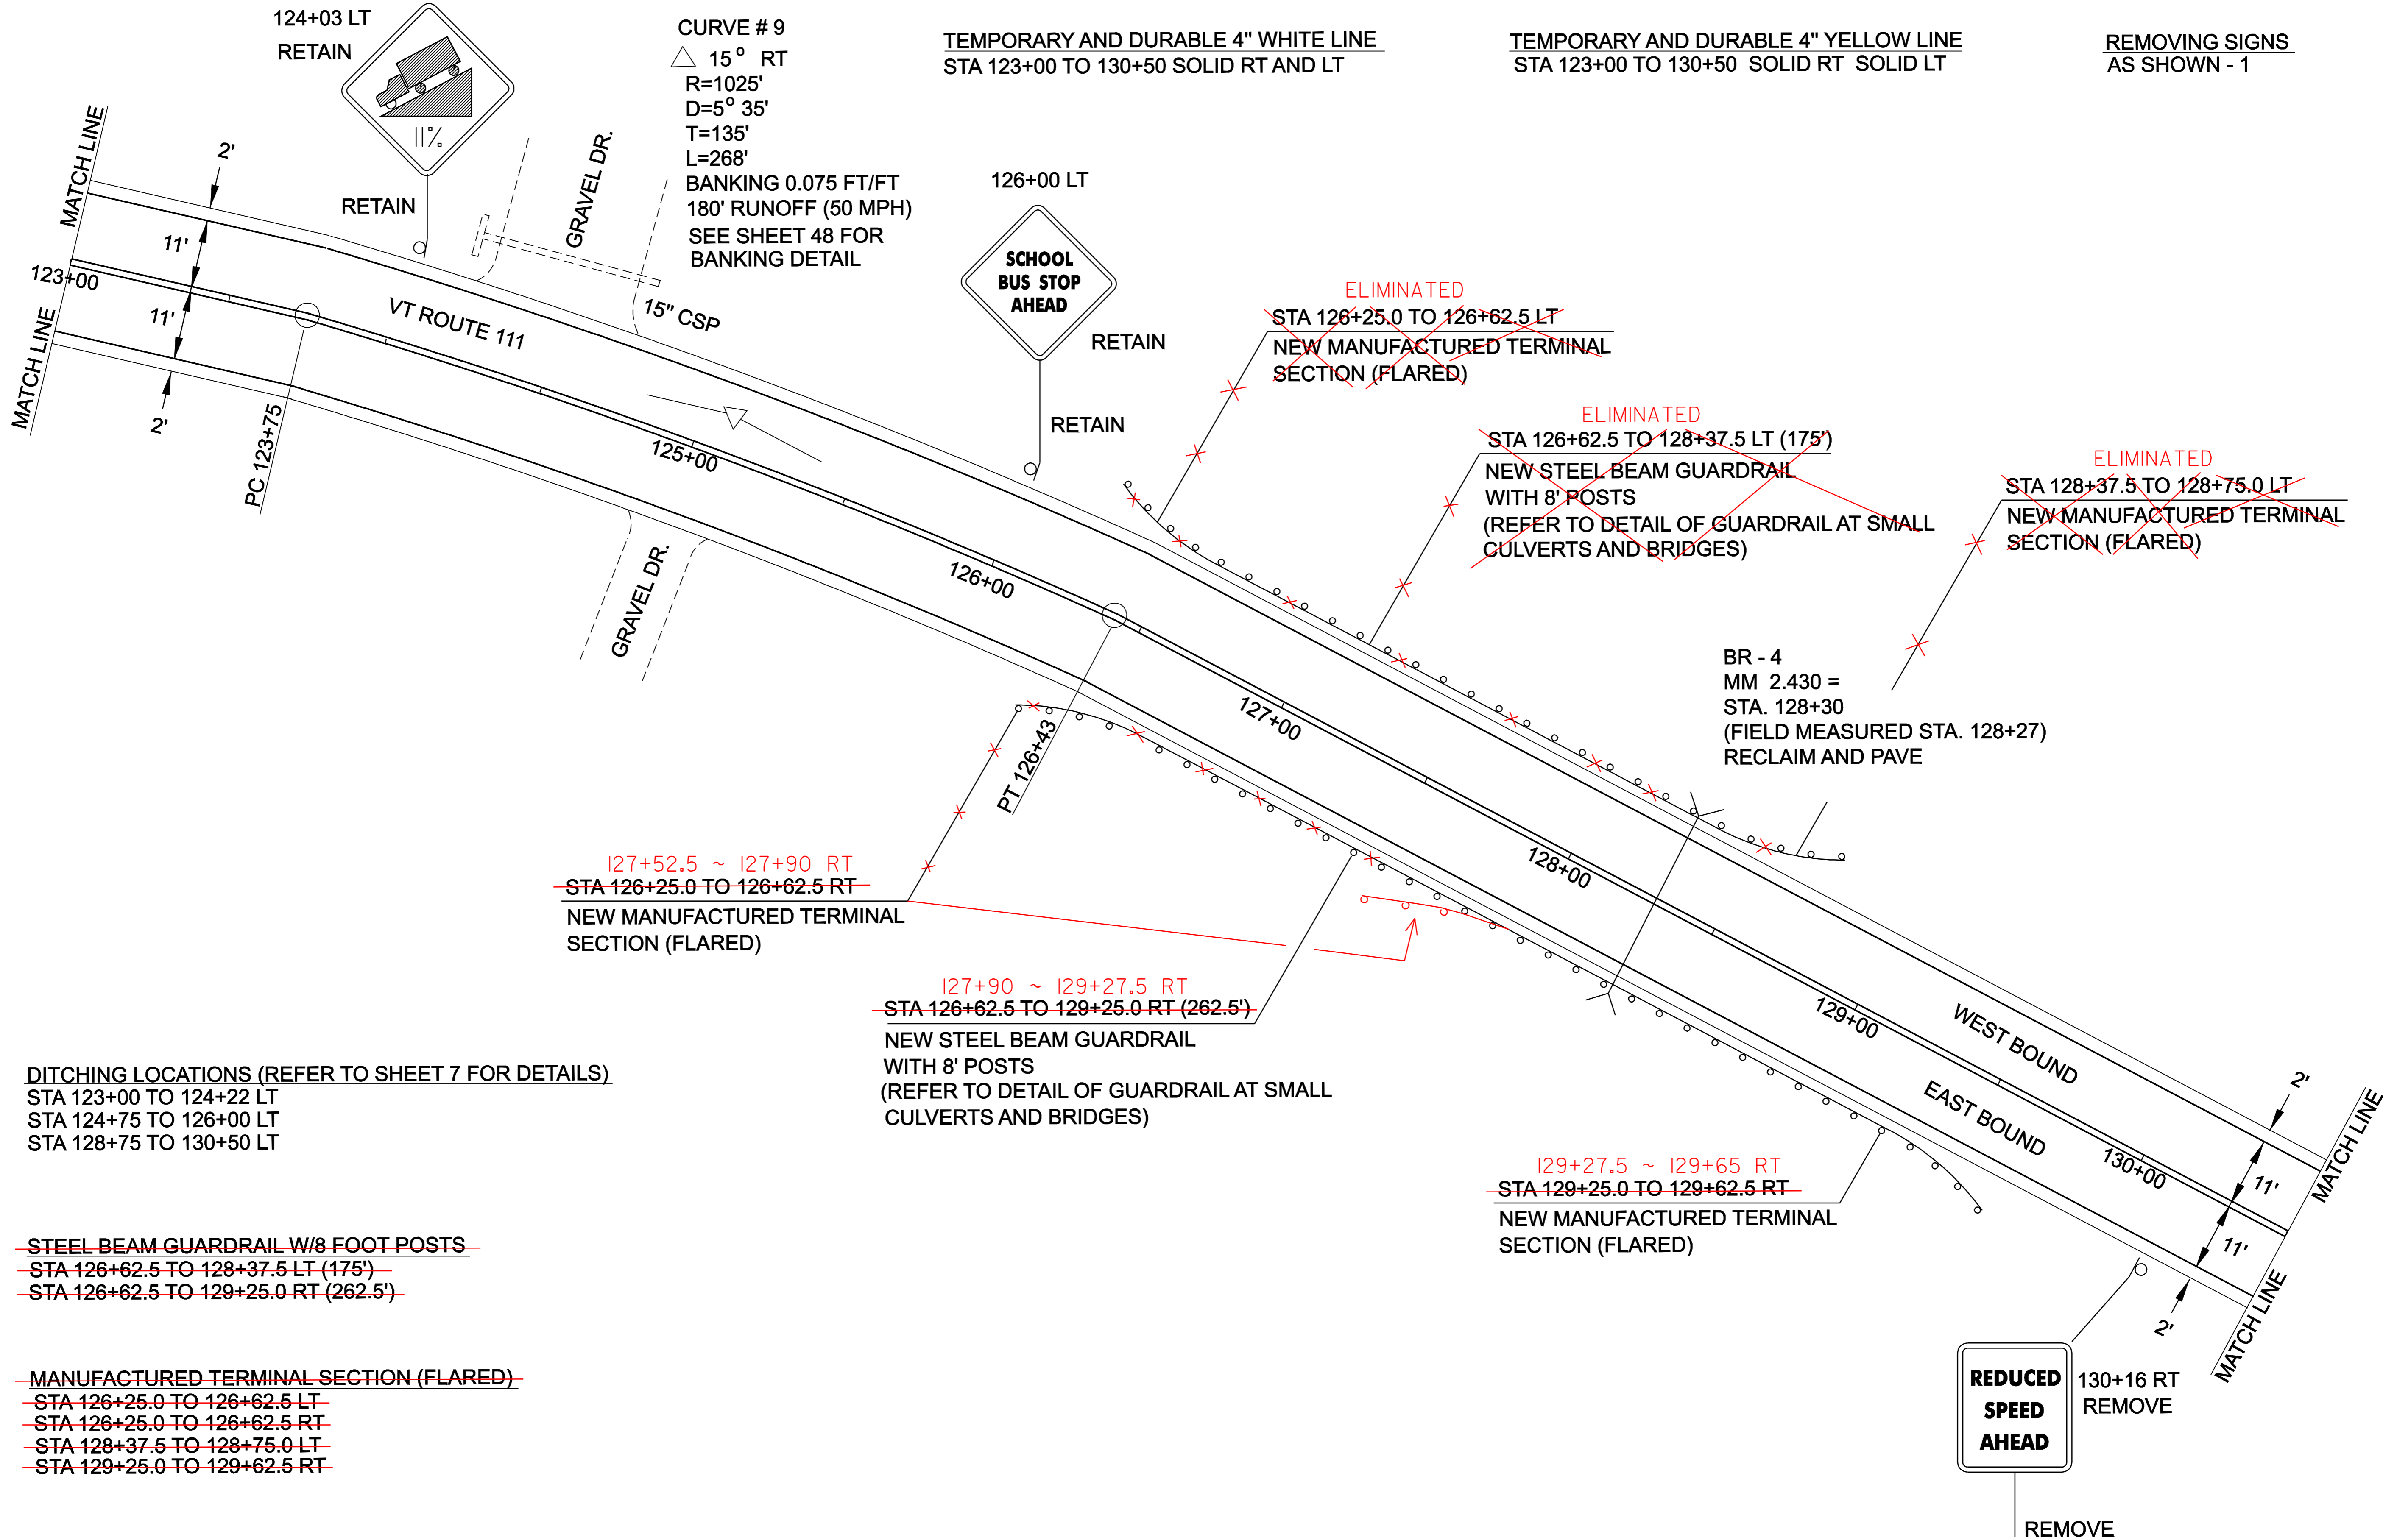 124+03 LT
RETAIN
11%
RETAIN
CURVE # 9
△ 15° RT
R=1025'
D=5° 35'
T=135'
L=268'
BANKING 0.075 FT/FT
180' RUNOFF (50 MPH)
SEE SHEET 48 FOR
BANKING DETAIL
TEMPORARY AND DURABLE 4" WHITE LINE
STA 123+00 TO 130+50 SOLID RT AND LT
TEMPORARY AND DURABLE 4" YELLOW LINE
STA 123+00 TO 130+50 SOLID RT SOLID LT
REMOVING SIGNS
AS SHOWN - 1
MATCH LINE
MATCH LINE
2'
11'
11'
2'
123+00
PC 123+75
VT ROUTE 111
GRAVEL DR.
15" CSP
125+00
GRAVEL DR.
126+00 LT
SCHOOL
BUS STOP
AHEAD
RETAIN
RETAIN
126+00
PT 126+43
127+00
128+00
129+00
130+00
WEST BOUND
EAST BOUND
ELIMINATED
STA 126+25.0 TO 126+62.5 LT
NEW MANUFACTURED TERMINAL
SECTION (FLARED)
ELIMINATED
STA 126+62.5 TO 128+37.5 LT (175')
NEW STEEL BEAM GUARDRAIL
WITH 8' POSTS
(REFER TO DETAIL OF GUARDRAIL AT SMALL
CULVERTS AND BRIDGES)
ELIMINATED
STA 128+37.5 TO 128+75.0 LT
NEW MANUFACTURED TERMINAL
SECTION (FLARED)
BR - 4
MM 2.430 =
STA. 128+30
(FIELD MEASURED STA. 128+27)
RECLAIM AND PAVE
127+52.5 ~ 127+90 RT
STA 126+25.0 TO 126+62.5 RT
NEW MANUFACTURED TERMINAL
SECTION (FLARED)
127+90 ~ 129+27.5 RT
STA 126+62.5 TO 129+25.0 RT (262.5')
NEW STEEL BEAM GUARDRAIL
WITH 8' POSTS
(REFER TO DETAIL OF GUARDRAIL AT SMALL
CULVERTS AND BRIDGES)
129+27.5 ~ 129+65 RT
STA 129+25.0 TO 129+62.5 RT
NEW MANUFACTURED TERMINAL
SECTION (FLARED)
2'
11'
11'
2'
MATCH LINE
MATCH LINE
REDUCED
SPEED
AHEAD
130+16 RT
REMOVE
REMOVE
DITCHING LOCATIONS (REFER TO SHEET 7 FOR DETAILS)
STA 123+00 TO 124+22 LT
STA 124+75 TO 126+00 LT
STA 128+75 TO 130+50 LT
STEEL BEAM GUARDRAIL W/8 FOOT POSTS
STA 126+62.5 TO 128+37.5 LT (175')
STA 126+62.5 TO 129+25.0 RT (262.5')
MANUFACTURED TERMINAL SECTION (FLARED)
STA 126+25.0 TO 126+62.5 LT
STA 126+25.0 TO 126+62.5 RT
STA 128+37.5 TO 128+75.0 LT
STA 129+25.0 TO 129+62.5 RT